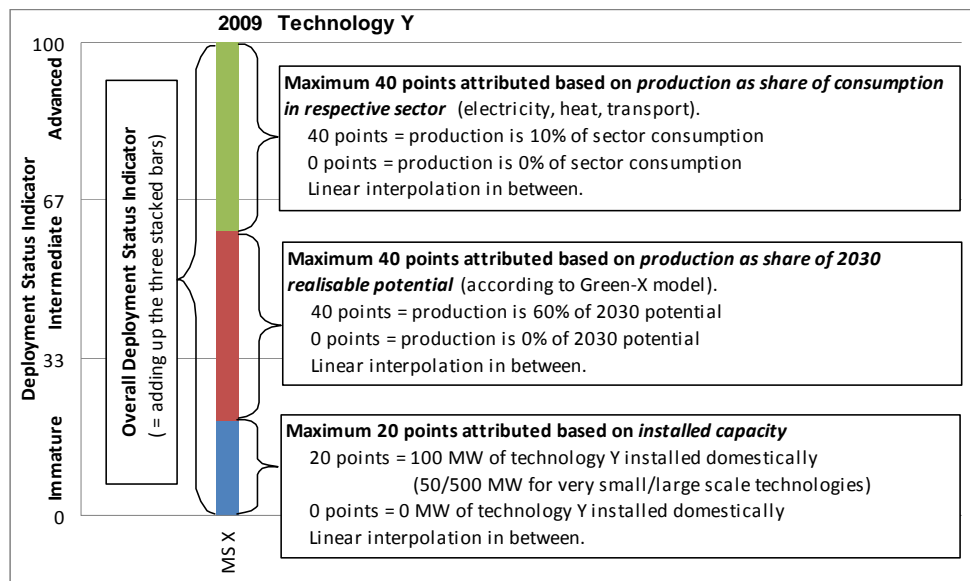 2009 Technology Y
100
67
33
0
Deployment Status Indicator
Immature Intermediate Advanced
Overall Deployment Status Indicator
(= adding up the three stacked bars)
Maximum 40 points attributed based on production as share of consumption
in respective sector (electricity, heat, transport).
40 points = production is 10% of sector consumption
0 points = production is 0% of sector consumption
Linear interpolation in between.
Maximum 40 points attributed based on production as share of 2030
realisable potential (according to Green-X model).
40 points = production is 60% of 2030 potential
0 points = production is 0% of 2030 potential
Linear interpolation in between.
Maximum 20 points attributed based on installed capacity
20 points = 100 MW of technology Y installed domestically
(50/500 MW for very small/large scale technologies)
0 points = 0 MW of technology Y installed domestically
Linear interpolation in between.
MS X